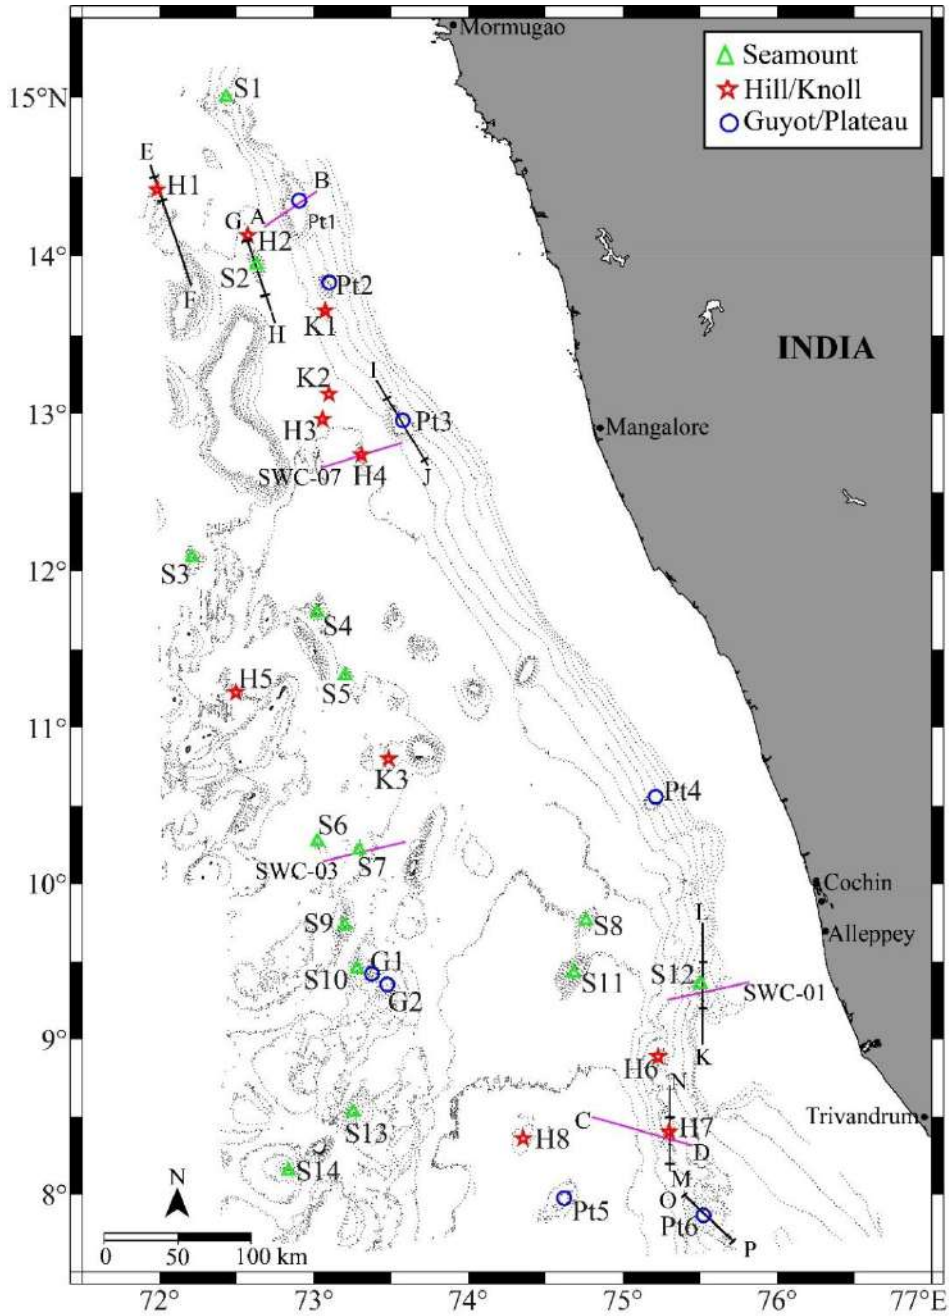 Mormugao
Seamount
Hill/Knoll
Guyot/Plateau
15°N
S1
E
H1
B
G
A
Pt1
H2
14°
S2
Pt2
F
K1
H
INDIA
K2
I
13°
H3
Pt3
Mangalore
SWC-07
H4
J
12°
S3
S4
H5
S5
11°
K3
Pt4
S6
S7
SWC-03
10°
Cochin
S9
S8
L
Alleppey
S10
G1
G2
S11
S12
SWC-01
9°
K
H6
N
C
H7
Trivandrum
S13
H8
D
S14
M
N
8°
O
Pt5
Pt6
P
0
50
100 km
72°
73°
74°
75°
76°
77°E